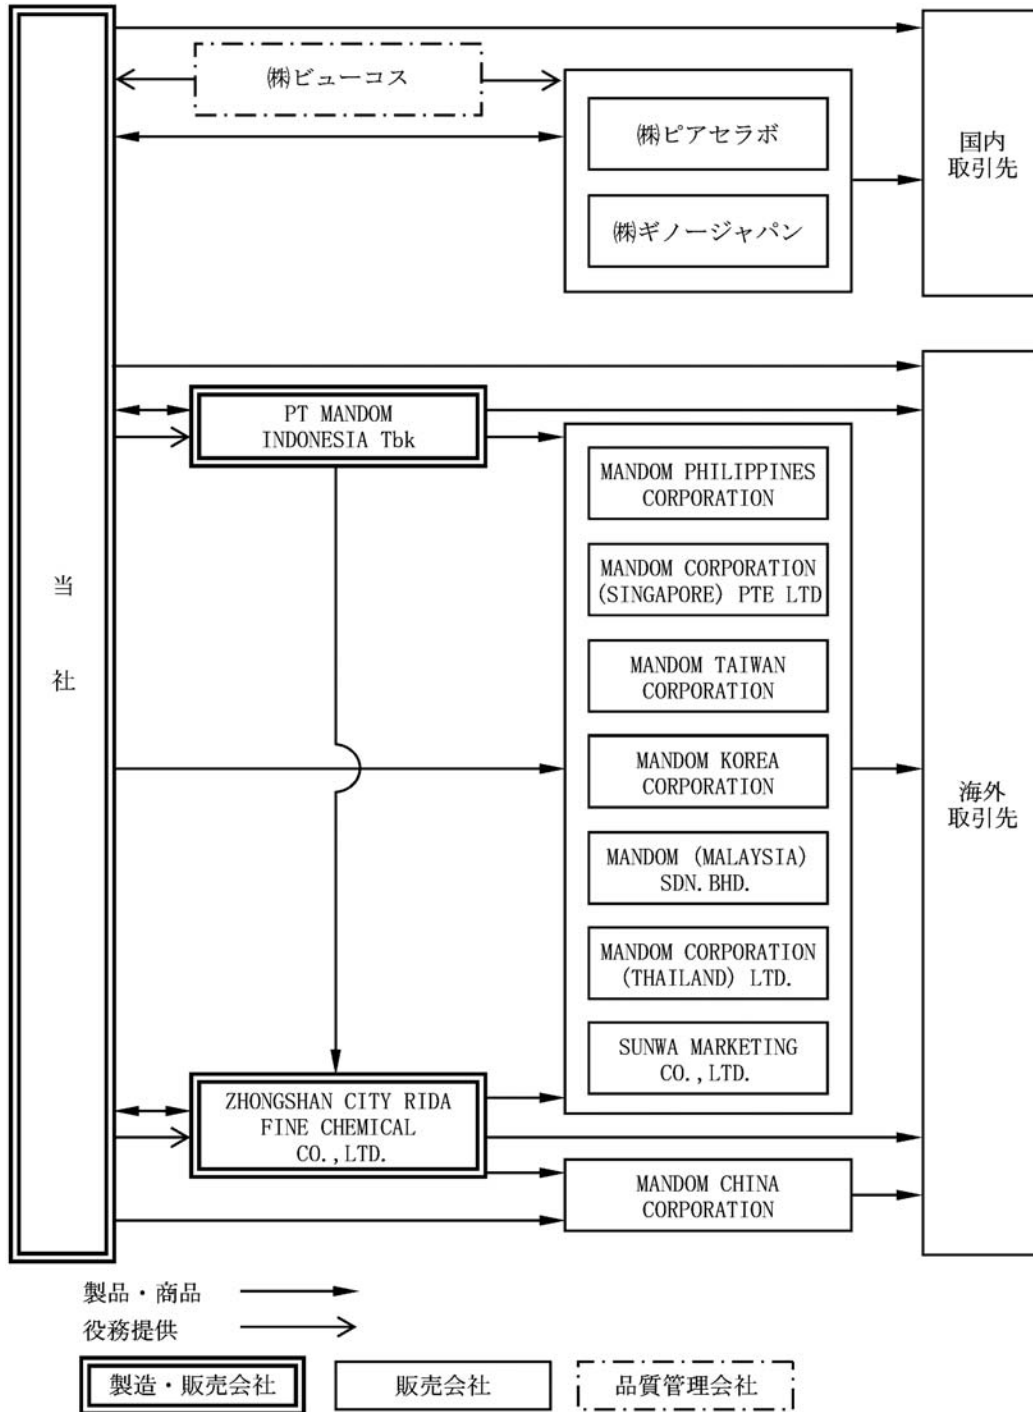 当
社
㈱ビューコス
㈱ピアセラボ
㈱ギノージャパン
国内
取引先
PT MANDOM
INDONESIA Tbk
MANDOM PHILIPPINES
CORPORATION
MANDOM CORPORATION
(SINGAPORE) PTE LTD
MANDOM TAIWAN
CORPORATION
MANDOM KOREA
CORPORATION
MANDOM (MALAYSIA)
SDN.BHD.
MANDOM CORPORATION
(THAILAND) LTD.
SUNWA MARKETING
CO.,LTD.
海外
取引先
ZHONGSHAN CITY RIDA
FINE CHEMICAL
CO.,LTD.
MANDOM CHINA
CORPORATION
製品・商品
役務提供
製造・販売会社
販売会社
品質管理会社